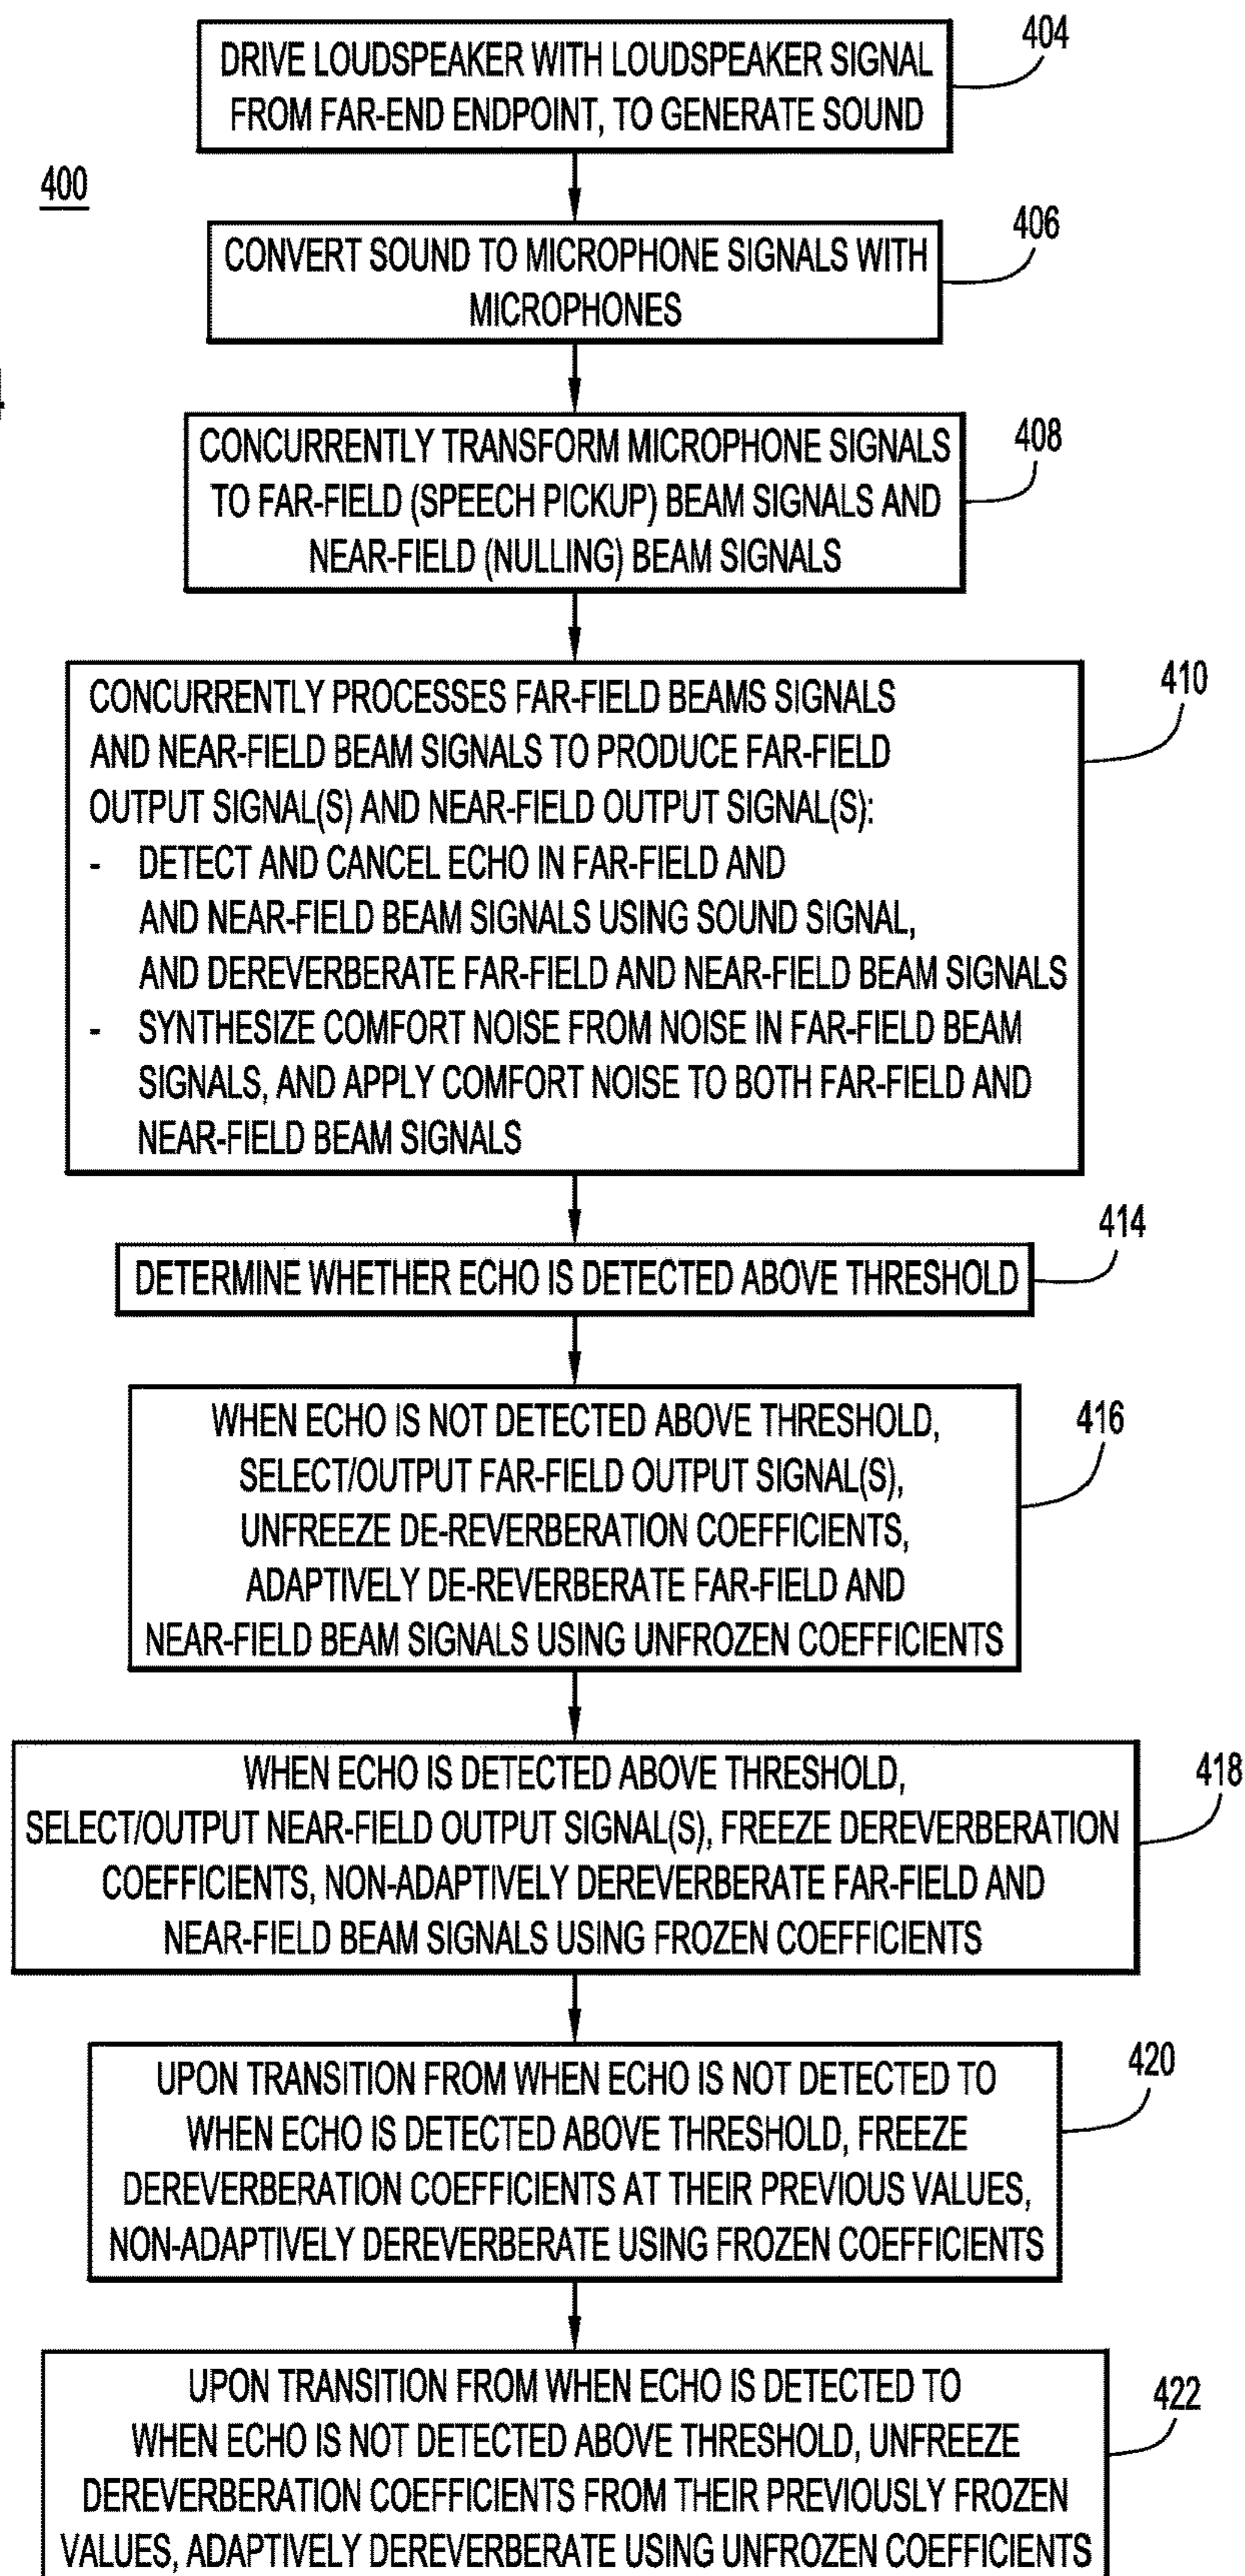 DRIVE LOUDSPEAKER WITH LOUDSPEAKER SIGNAL
FROM FAR-END ENDPOINT, TO GENERATE SOUND
404
400
CONVERT SOUND TO MICROPHONE SIGNALS WITH
MICROPHONES
406
CONCURRENTLY TRANSFORM MICROPHONE SIGNALS
TO FAR-FIELD (SPEECH PICKUP) BEAM SIGNALS AND
NEAR-FIELD (NULLING) BEAM SIGNALS
408
CONCURRENTLY PROCESSES FAR-FIELD BEAMS SIGNALS
AND NEAR-FIELD BEAM SIGNALS TO PRODUCE FAR-FIELD
OUTPUT SIGNAL(S) AND NEAR-FIELD OUTPUT SIGNAL(S):
- DETECT AND CANCEL ECHO IN FAR-FIELD AND
AND NEAR-FIELD BEAM SIGNALS USING SOUND SIGNAL,
AND DEREVERBERATE FAR-FIELD AND NEAR-FIELD BEAM SIGNALS
- SYNTHESIZE COMFORT NOISE FROM NOISE IN FAR-FIELD BEAM
SIGNALS, AND APPLY COMFORT NOISE TO BOTH FAR-FIELD AND
NEAR-FIELD BEAM SIGNALS
410
DETERMINE WHETHER ECHO IS DETECTED ABOVE THRESHOLD
414
WHEN ECHO IS NOT DETECTED ABOVE THRESHOLD,
SELECT/OUTPUT FAR-FIELD OUTPUT SIGNAL(S),
UNFREEZE DE-REVERBERATION COEFFICIENTS,
ADAPTIVELY DE-REVERBERATE FAR-FIELD AND
NEAR-FIELD BEAM SIGNALS USING UNFROZEN COEFFICIENTS
416
WHEN ECHO IS DETECTED ABOVE THRESHOLD,
SELECT/OUTPUT NEAR-FIELD OUTPUT SIGNAL(S), FREEZE DEREVERBERATION
COEFFICIENTS, NON-ADAPTIVELY DEREVERBERATE FAR-FIELD AND
NEAR-FIELD BEAM SIGNALS USING FROZEN COEFFICIENTS
418
UPON TRANSITION FROM WHEN ECHO IS NOT DETECTED TO
WHEN ECHO IS DETECTED ABOVE THRESHOLD, FREEZE
DEREVERBERATION COEFFICIENTS AT THEIR PREVIOUS VALUES,
NON-ADAPTIVELY DEREVERBERATE USING FROZEN COEFFICIENTS
420
UPON TRANSITION FROM WHEN ECHO IS DETECTED TO
WHEN ECHO IS NOT DETECTED ABOVE THRESHOLD, UNFREEZE
DEREVERBERATION COEFFICIENTS FROM THEIR PREVIOUSLY FROZEN
VALUES, ADAPTIVELY DEREVERBERATE USING UNFROZEN COEFFICIENTS
422